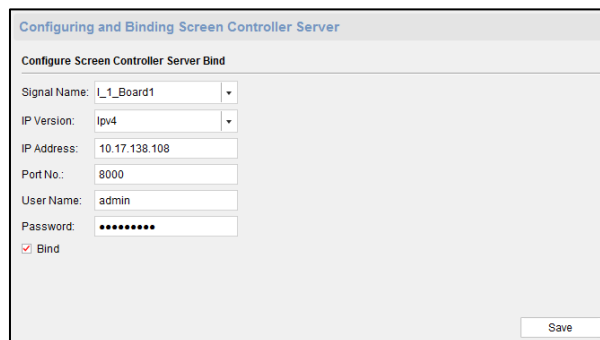 Configuring and Binding Screen Controller Server
Configure Screen Controller Server Bind
Signal Name: I_1_Board1
IP Version: Ipv4
IP Address: 10.17.138.108
Port No.: 8000
User Name: admin
Password: •••••••••
Bind
Save